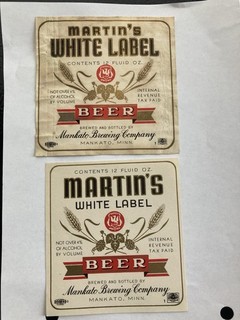 MARTIN'S
WHITE LABEL
CONTENTS 12 FLUID OZ.
NOT OVER 4%
OF ALCOHOL
BY VOLUME
INTERNAL
REVENUE
TAX PAID
BEER
BREWED AND BOTTLED BY
Mankato Brewing Company
MANKATO, MINN.
CONTENTS 12 FLUID OZ.
MARTIN'S
WHITE LABEL
NOT OVER 4%
OF ALCOHOL
BY VOLUME
INTERNAL
REVENUE
TAX PAID
BEER
BREWED AND BOTTLED BY
Mankato Brewing Company
MANKATO, MINN.